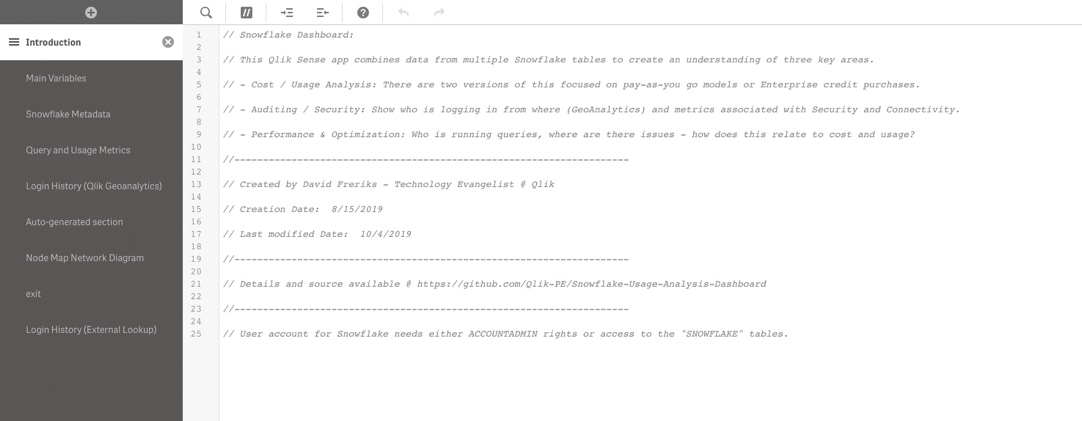 Introduction
Main Variables
Snowflake Metadata
Query and Usage Metrics
Login History (Qlik Geoanalytics)
Auto-generated section
Node Map Network Diagram
exit
Login History (External Lookup)
//
?
1 // Snowflake Dashboard:
2
3 // This Qlik Sense app combines data from multiple Snowflake tables to create an understanding of three key areas.
4
5 // - Cost / Usage Analysis: There are two versions of this focused on pay-as-you go models or Enterprise credit purchases.
6
7 // - Auditing / Security: Show who is logging in from where (GeoAnalytics) and metrics associated with Security and Connectivity.
8
9 // - Performance & Optimization: Who is running queries, where are there issues - how does this relate to cost and usage?
10
11 //---------------------------------------------------------------------
12
13 // Created by David Freriks - Technology Evangelist @ Qlik
14
15 // Creation Date:  8/15/2019
16
17 // Last modified Date:  10/4/2019
18
19 //---------------------------------------------------------------------
20
21 // Details and source available @ https://github.com/Qlik-PE/Snowflake-Usage-Analysis-Dashboard
22
23 //---------------------------------------------------------------------
24
25 // User account for Snowflake needs either ACCOUNTADMIN rights or access to the "SNOWFLAKE" tables.